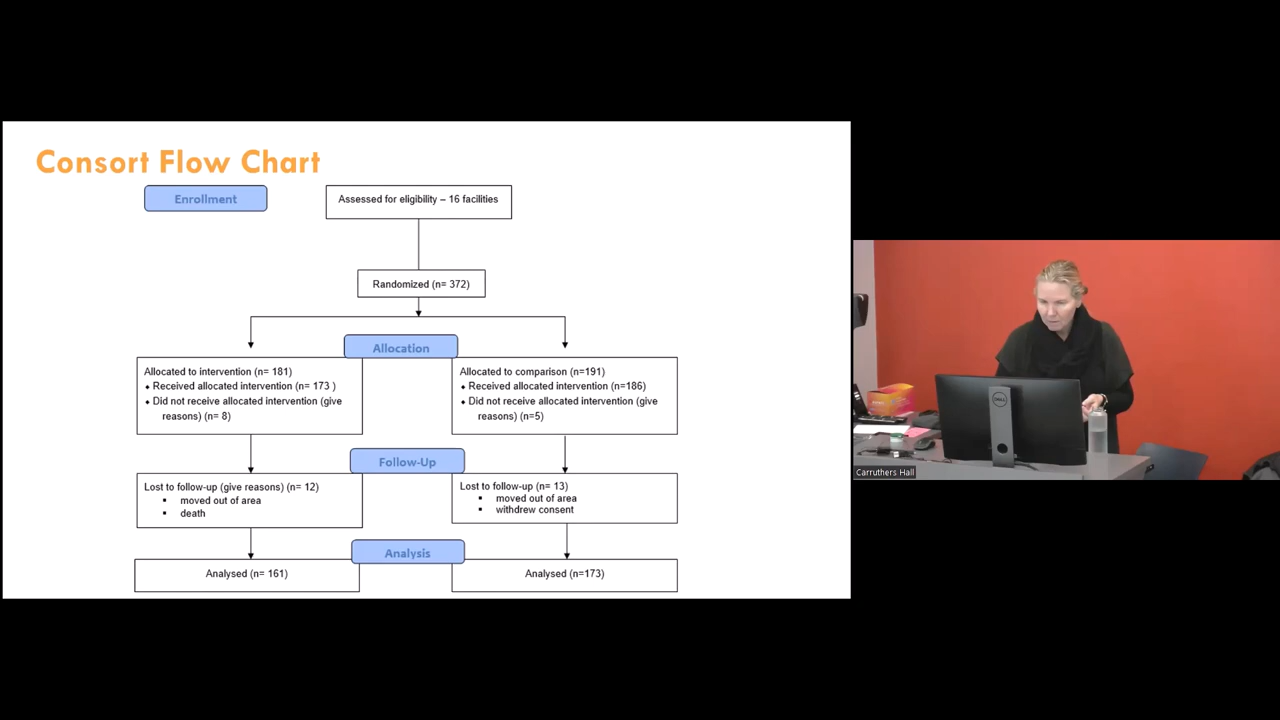 Consort Flow Chart
Enrollment
Assessed for eligibility – 16 facilities
Randomized (n= 372)
Allocation
Allocated to intervention (n= 181)
♦ Received allocated intervention (n= 173 )
♦ Did not receive allocated intervention (give
reasons) (n= 8)
Allocated to comparison (n=191)
♦ Received allocated intervention (n=186)
♦ Did not receive allocated intervention (give
reasons) (n=5)
Follow-Up
Lost to follow-up (give reasons) (n= 12)
▪ moved out of area
▪ death
Lost to follow-up (n= 13)
▪ moved out of area
▪ withdrew consent
Analysis
Analysed (n= 161)
Analysed (n=173)
DELL
Carruthers Hall